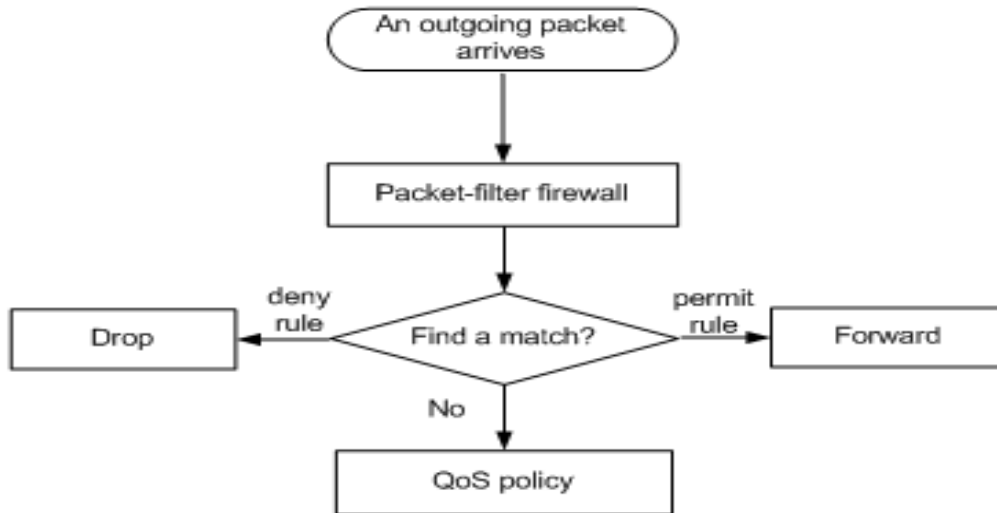 An outgoing packet
arrives
Packet-filter firewall
deny
rule
permit
rule
Drop
Find a match?
Forward
No
QoS policy